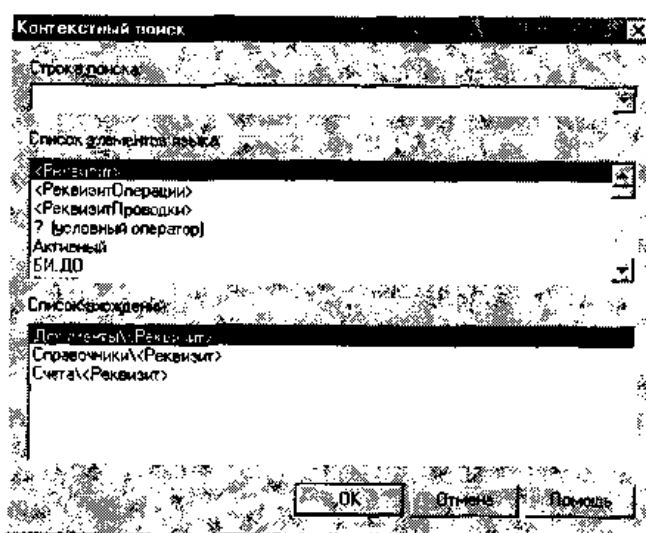 Контекстный поиск
Строка поиска:
Список элементов языка:
<Реквизит>
<РеквизитОперации>
<РеквизитПроводки>
? (условный оператор)
Активный
БИ.ДО
Список вхождений:
Документы\<Реквизит>
Справочники\<Реквизит>
Счета\<Реквизит>
OK Отмена Помощь